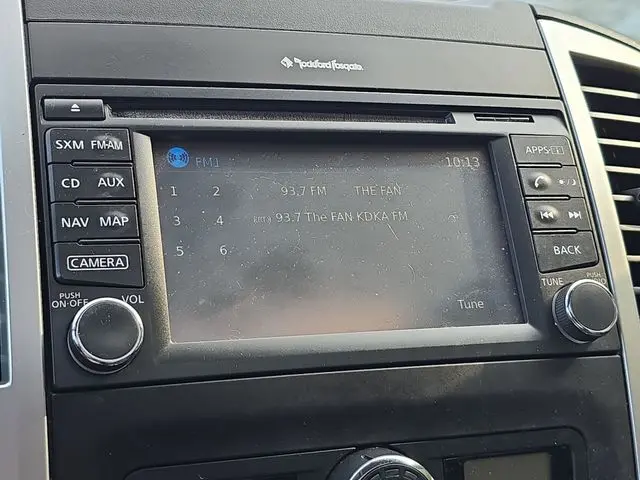 Rockford Fosgate
SXM FM·AM
CD AUX
NAV MAP
CAMERA
PUSH
ON·OFF
VOL
FM1 10:13
1 2 93.7 FM THE FAN
3 4 93.7 The FAN KDKA FM
5 6
Tune
APPS·i
BACK
TUNE
PUSH